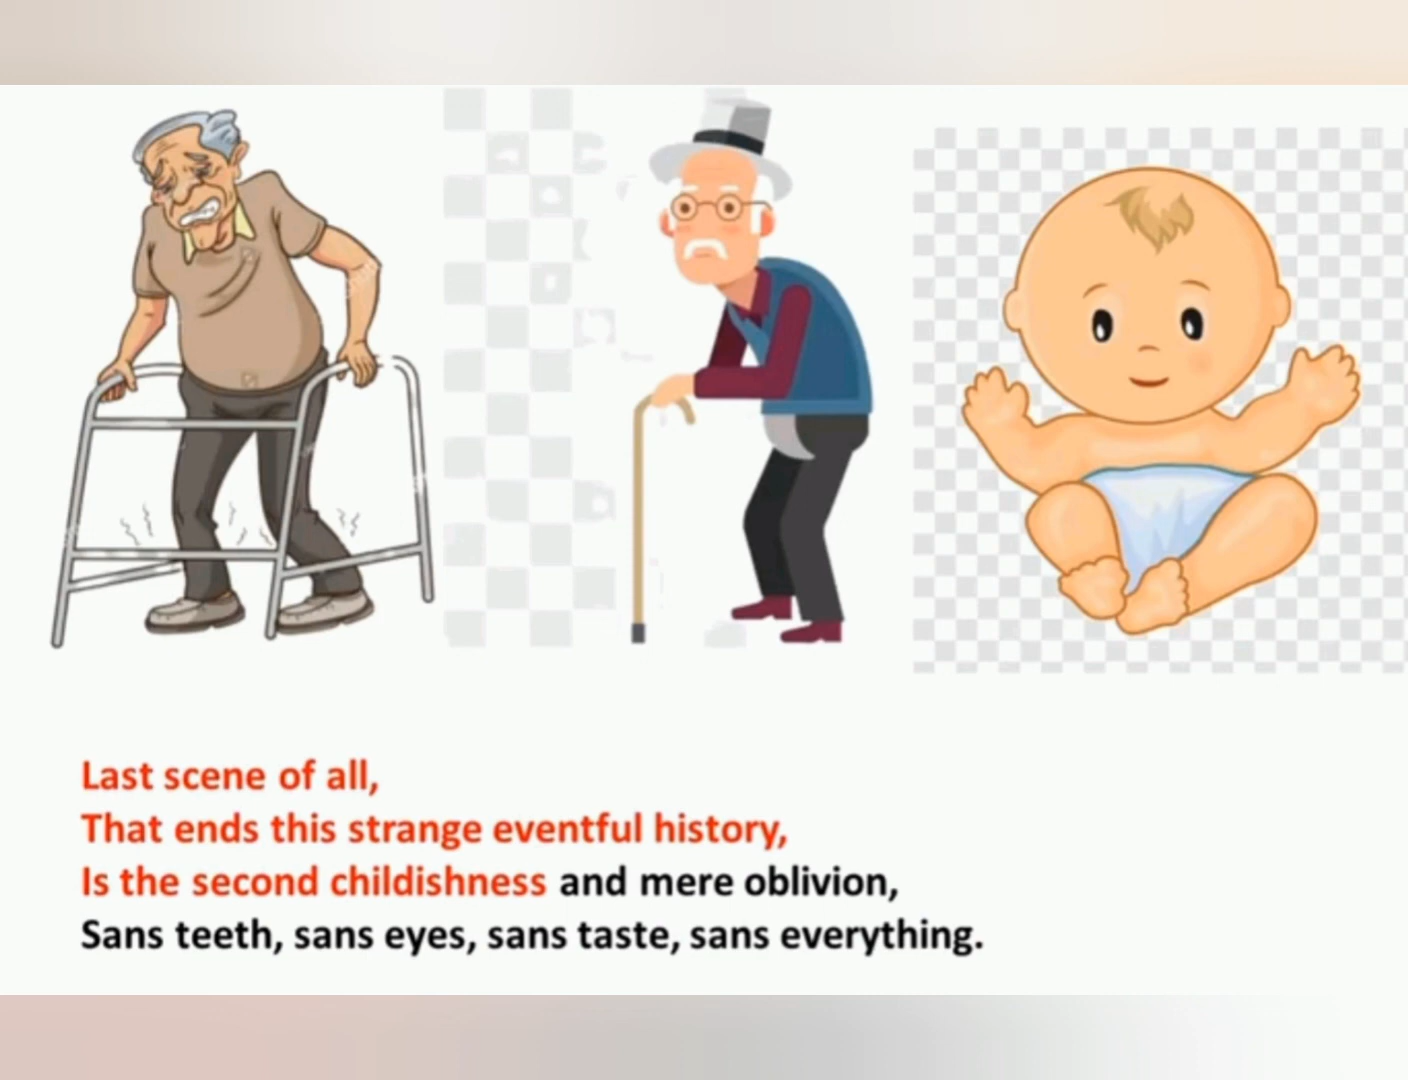 Last scene of all,
That ends this strange eventful history,
Is the second childishness and mere oblivion,
Sans teeth, sans eyes, sans taste, sans everything.